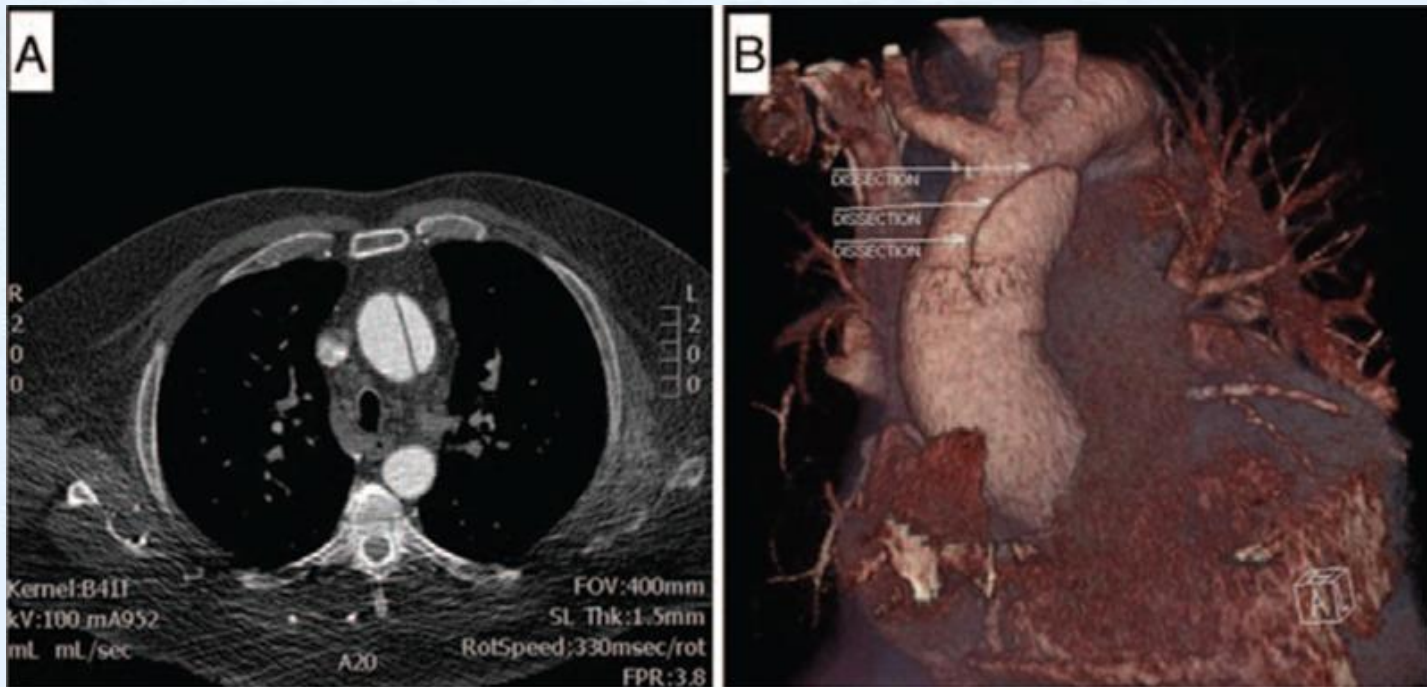 A
R
2
0
0
L
2
0
0
Kernel:B41f
kV:100 mA952
mL mL/sec
A20
FOV:400mm
SL Thk:1.5mm
RotSpeed:330msec/rot
FPR:3.8
B
DISSECTION
DISSECTION
DISSECTION
A